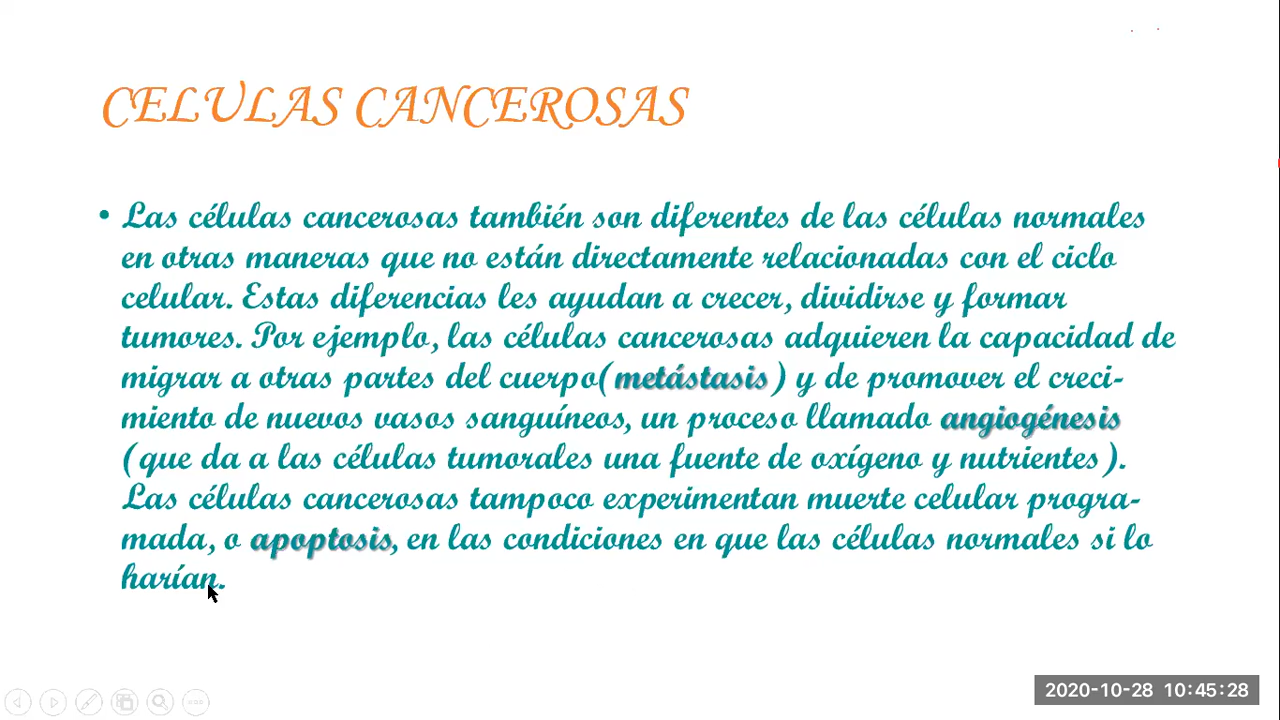 CELULAS CANCEROSAS
• Las células cancerosas también son diferentes de las células normales
en otras maneras que no están directamente relacionadas con el ciclo
celular. Estas diferencias les ayudan a crecer, dividirse y formar
tumores. Por ejemplo, las células cancerosas adquieren la capacidad de
migrar a otras partes del cuerpo(metástasis) y de promover el creci-
miento de nuevos vasos sanguíneos, un proceso llamado angiogénesis
(que da a las células tumorales una fuente de oxígeno y nutrientes).
Las células cancerosas tampoco experimentan muerte celular progra-
mada, o apoptosis, en las condiciones en que las células normales si lo
harían.
2020-10-28 10:45:28